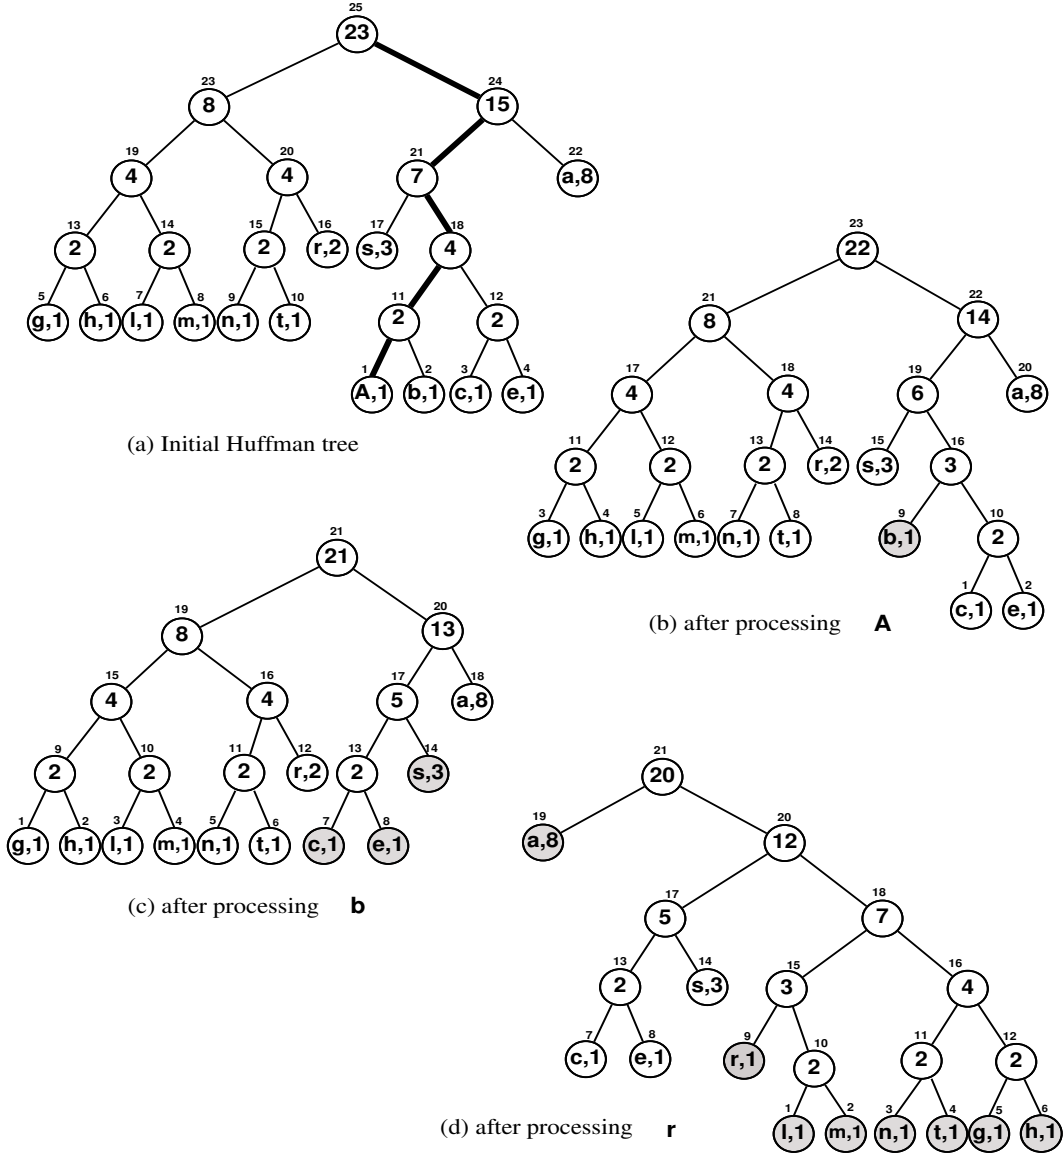 25
23
23
8
24
15
19
4
20
4
21
7
22
a,8
13
2
14
2
15
2
16
r,2
17
s,3
18
4
5
g,1
6
h,1
7
l,1
8
m,1
9
n,1
10
t,1
11
2
12
2
1
A,1
2
b,1
3
c,1
4
e,1
(a) Initial Huffman tree
23
22
21
8
22
14
17
4
18
4
19
6
20
a,8
11
2
12
2
13
2
14
r,2
15
s,3
16
3
3
g,1
4
h,1
5
l,1
6
m,1
7
n,1
8
t,1
9
b,1
10
2
1
c,1
2
e,1
(b) after processing A
21
21
19
8
20
13
15
4
16
4
17
5
18
a,8
9
2
10
2
11
2
12
r,2
13
2
14
s,3
1
g,1
2
h,1
3
l,1
4
m,1
5
n,1
6
t,1
7
c,1
8
e,1
(c) after processing b
21
20
19
a,8
20
12
17
5
18
7
13
2
14
s,3
15
3
16
4
7
c,1
8
e,1
9
r,1
10
2
11
2
12
2
1
l,1
2
m,1
3
n,1
4
t,1
5
g,1
6
h,1
(d) after processing r